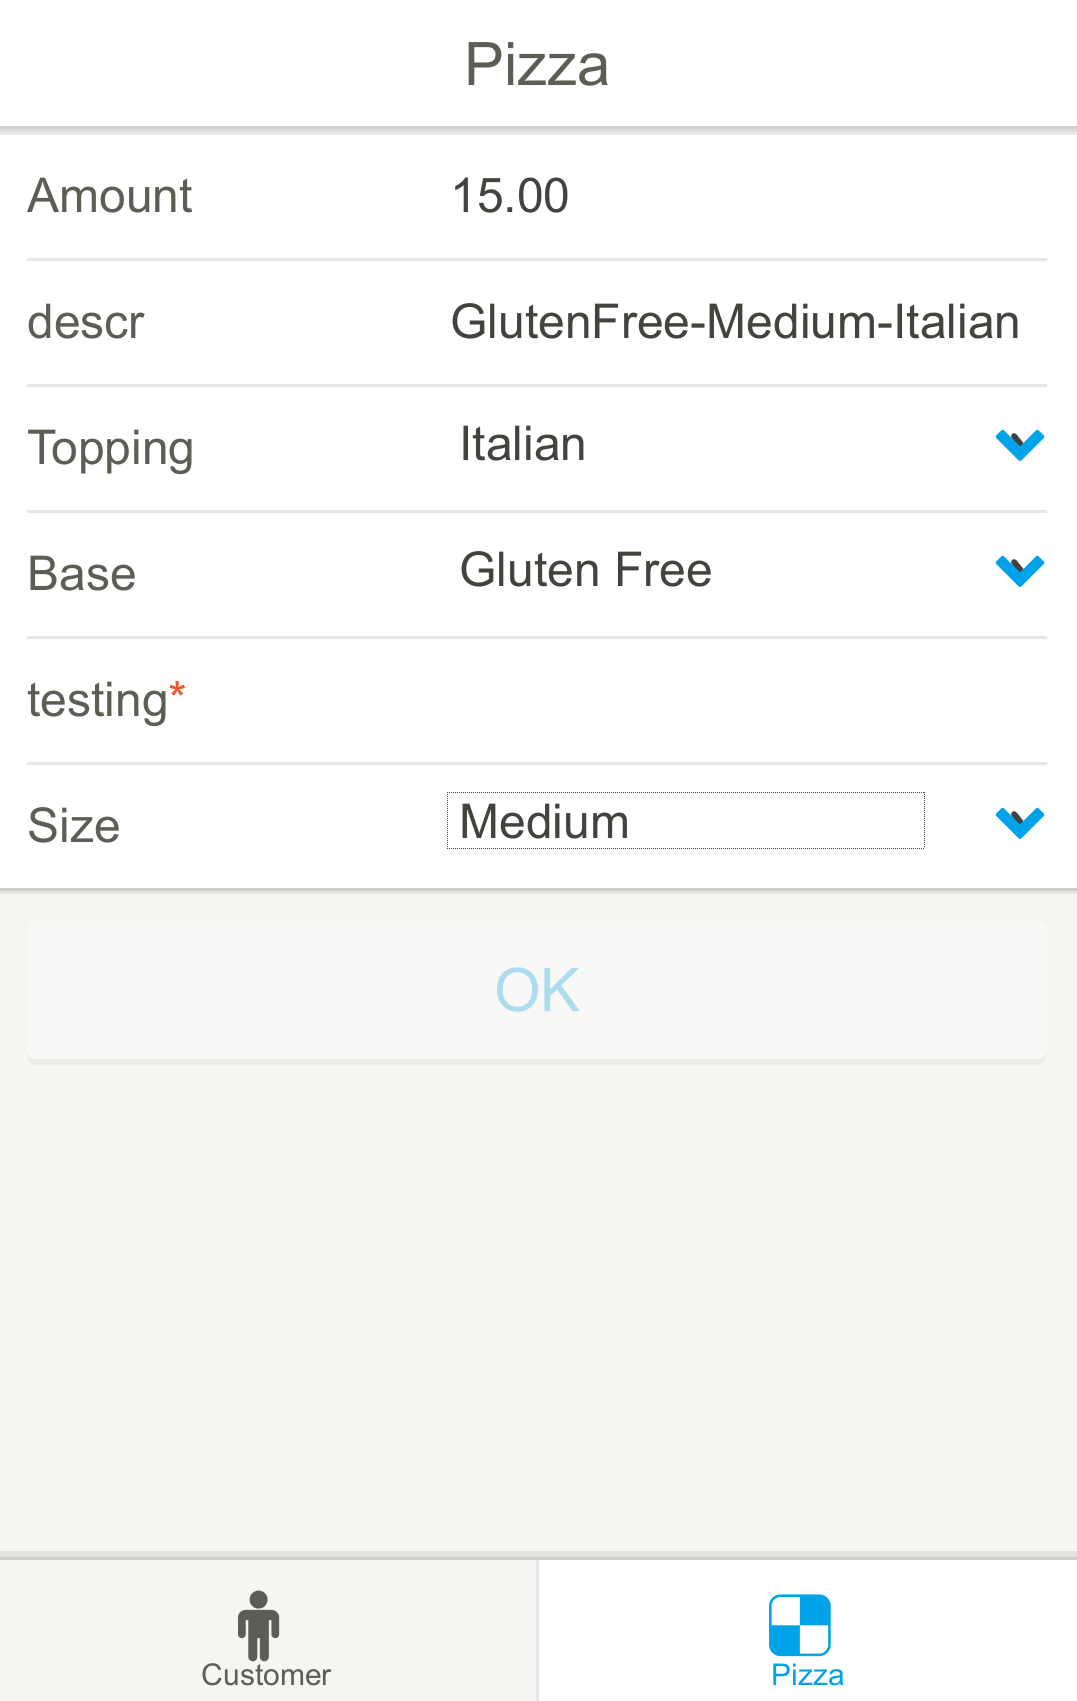 Pizza
Amount 15.00
descr GlutenFree-Medium-Italian
Topping Italian
Base Gluten Free
testing*
Size Medium
OK
Customer Pizza